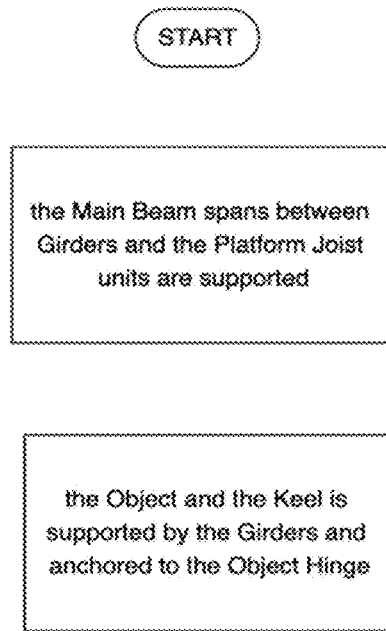 START
the Main Beam spans between
Girders and the Platform Joist
units are supported
the Object and the Keel is
supported by the Girders and
anchored to the Object Hinge